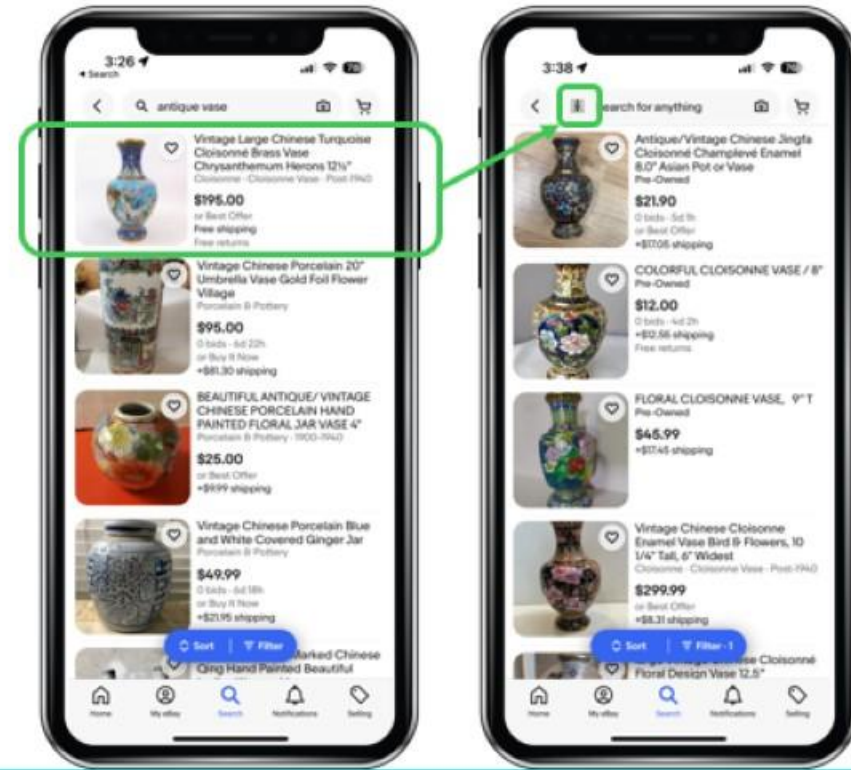 3:26
Search
antique vase
Vintage Large Chinese Turquoise
Cloisonné Brass Vase
Chrysanthemum Herons 12½"
Cloisonne · Cloisonne Vase · Post-1940
$195.00
or Best Offer
Free shipping
Free returns
Vintage Chinese Porcelain 20"
Umbrella Vase Gold Foil Flower
Village
Porcelain & Pottery
$95.00
0 bids · 6d 22h
or Buy It Now
+$81.30 shipping
BEAUTIFUL ANTIQUE/ VINTAGE
CHINESE PORCELAIN HAND
PAINTED FLORAL JAR VASE 4"
Porcelain & Pottery · 1900-1940
$25.00
or Best Offer
+$9.99 shipping
Vintage Chinese Porcelain Blue
and White Covered Ginger Jar
Porcelain & Pottery
$49.99
0 bids · 6d 18h
or Buy It Now
+$21.95 shipping
Sort
Filter
Marked Chinese
Qing Hand Painted Beautiful
Home
My eBay
Search
Notifications
Selling
3:38
earch for anything
Antique/Vintage Chinese Jingfa
Cloisonné Champlevé Enamel
8.0" Asian Pot or Vase
Pre-Owned
$21.90
0 bids · 5d 1h
or Best Offer
+$17.05 shipping
COLORFUL CLOISONNE VASE / 8"
Pre-Owned
$12.00
0 bids · 4d 2h
+$12.55 shipping
Free returns
FLORAL CLOISONNE VASE, 9" T
Pre-Owned
$45.99
+$17.45 shipping
Vintage Chinese Cloisonne
Enamel Vase Bird & Flowers, 10
1/4" Tall, 6" Widest
Cloisonne · Cloisonne Vase · Post-1940
$299.99
or Best Offer
+$8.31 shipping
Sort
Filter · 1
Chinese Cloisonné
Floral Design Vase 12.5"
Home
My eBay
Search
Notifications
Selling